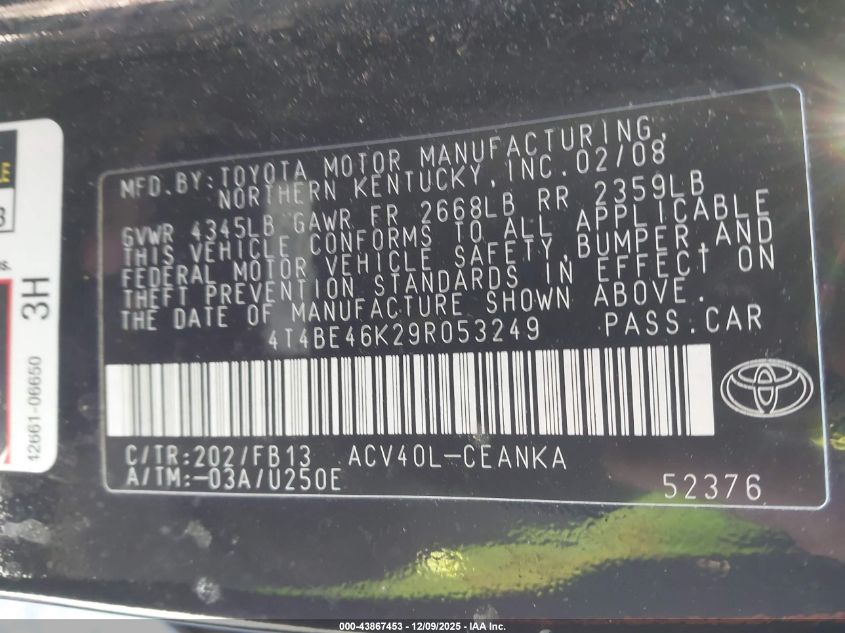 MFD.BY:TOYOTA MOTOR MANUFACTURING,
NORTHERN KENTUCKY,INC.02/08
GVWR 4345LB GAWR FR 2668LB RR 2359LB
THIS VEHICLE CONFORMS TO ALL APPLICABLE
FEDERAL MOTOR VEHICLE SAFETY,BUMPER,AND
THEFT PREVENTION STANDARDS IN EFFECT ON
THE DATE OF MANUFACTURE SHOWN ABOVE.
4T4BE46K29R053249 PASS.CAR
C/TR:202/FB13 ACV40L-CEANKA
A/TM:-03A/U250E
52376
3H
42661-06650
000-43867453 - 12/09/2025 - IAA Inc.